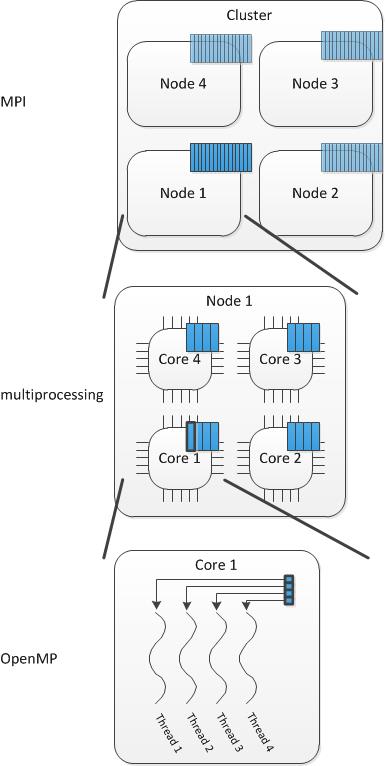 Cluster
Node 4
Node 3
MPI
Node 1
Node 2
Node 1
Core 4
Core 3
multiprocessing
Core 1
Core 2
Core 1
OpenMP
Thread 1
Thread 2
Thread 3
Thread 4